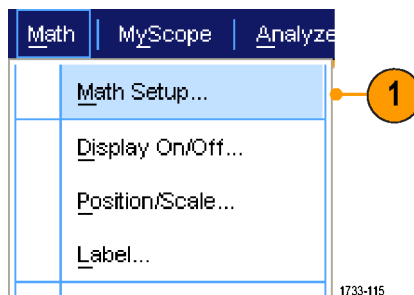 Math MyScope Analyze
Math Setup... 1
Display On/Off...
Position/Scale...
Label...
1733-115